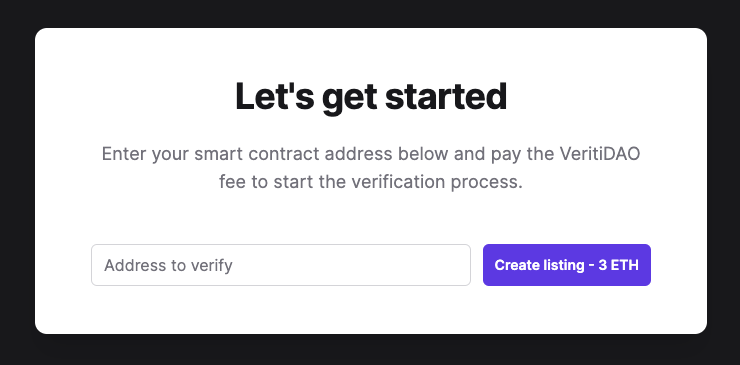 Let's get started
Enter your smart contract address below and pay the VeritiDAO
fee to start the verification process.
Address to verify
Create listing - 3 ETH